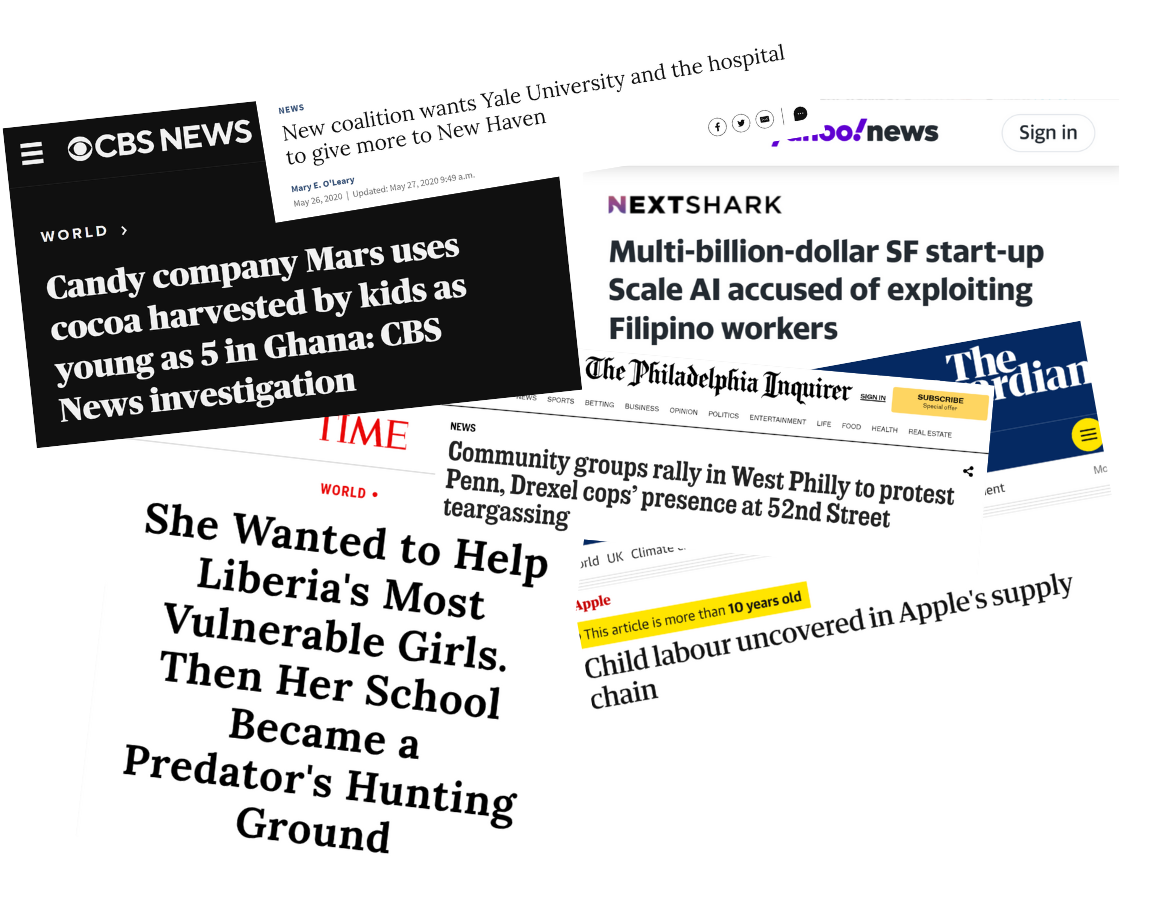 CBS NEWS
WORLD >
Candy company Mars uses
cocoa harvested by kids as
young as 5 in Ghana: CBS
News investigation
NEWS
New coalition wants Yale University and the hospital
to give more to New Haven
Mary E. O'Leary
May 26, 2020 | Updated: May 27, 2020 9:49 a.m.
yahoo!news
Sign in
NEXTSHARK
Multi-billion-dollar SF start-up
Scale AI accused of exploiting
Filipino workers
The Philadelphia Inquirer
SIGN IN
SUBSCRIBE
Special offer
NEWS SPORTS BETTING BUSINESS OPINION POLITICS ENTERTAINMENT LIFE FOOD HEALTH REAL ESTATE
NEWS
Community groups rally in West Philly to protest
Penn, Drexel cops' presence at 52nd Street
teargassing
TIME
WORLD •
She Wanted to Help
Liberia's Most
Vulnerable Girls.
Then Her School
Became a
Predator's Hunting
Ground
The
rdian
ent
Mo
orld UK Climate c
Apple
This article is more than 10 years old
Child labour uncovered in Apple's supply
chain